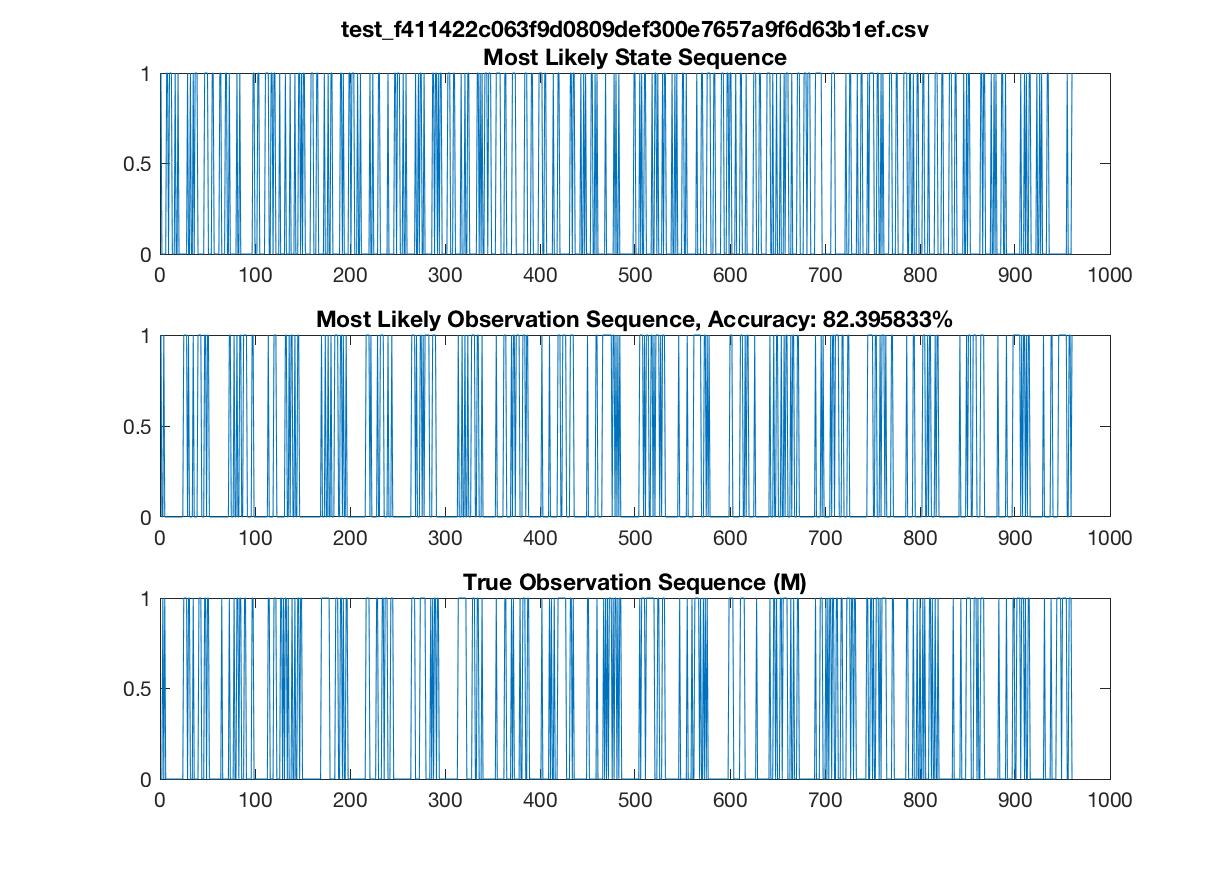 test_f411422c063f9d0809def300e7657a9f6d63b1ef.csv
Most Likely State Sequence
1
0.5
0
0 100 200 300 400 500 600 700 800 900 1000
Most Likely Observation Sequence, Accuracy: 82.395833%
1
0.5
0
0 100 200 300 400 500 600 700 800 900 1000
True Observation Sequence (M)
1
0.5
0
0 100 200 300 400 500 600 700 800 900 1000